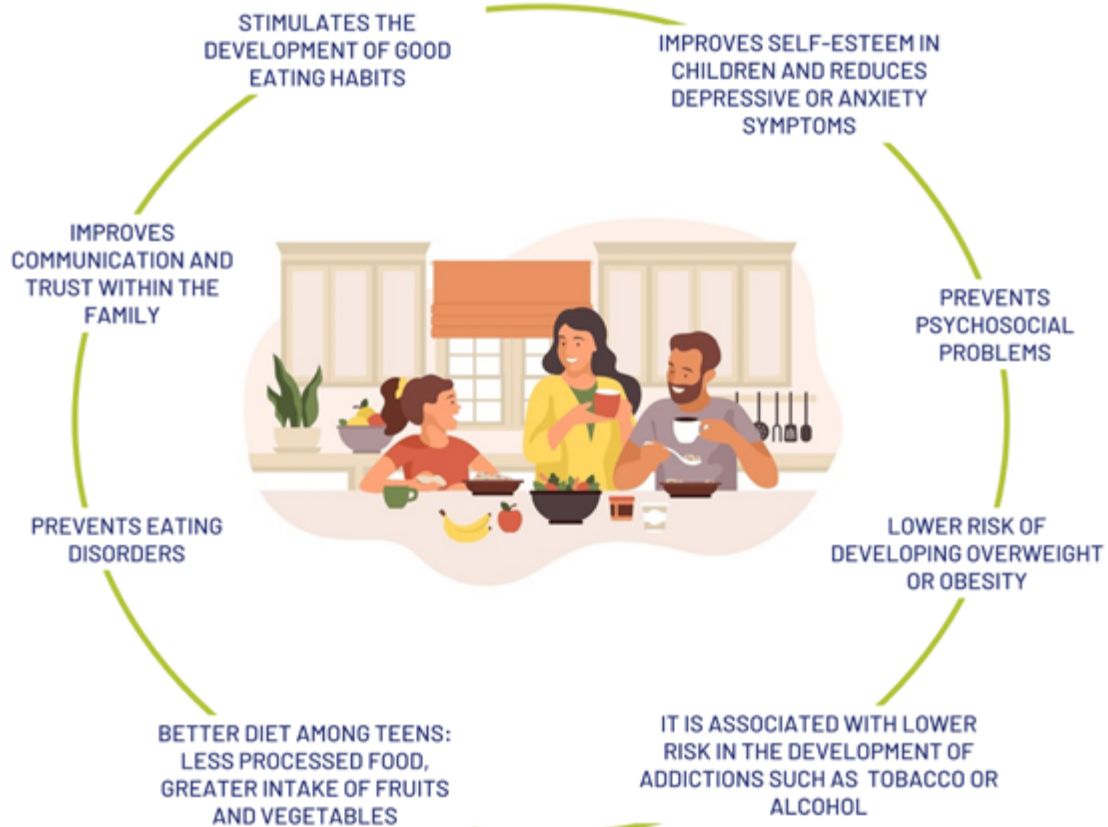 STIMULATES THE
DEVELOPMENT OF GOOD
EATING HABITS
IMPROVES SELF-ESTEEM IN
CHILDREN AND REDUCES
DEPRESSIVE OR ANXIETY
SYMPTOMS
IMPROVES
COMMUNICATION AND
TRUST WITHIN THE
FAMILY
PREVENTS
PSYCHOSOCIAL
PROBLEMS
PREVENTS EATING
DISORDERS
LOWER RISK OF
DEVELOPING OVERWEIGHT
OR OBESITY
BETTER DIET AMONG TEENS:
LESS PROCESSED FOOD,
GREATER INTAKE OF FRUITS
AND VEGETABLES
IT IS ASSOCIATED WITH LOWER
RISK IN THE DEVELOPMENT OF
ADDICTIONS SUCH AS TOBACCO OR
ALCOHOL